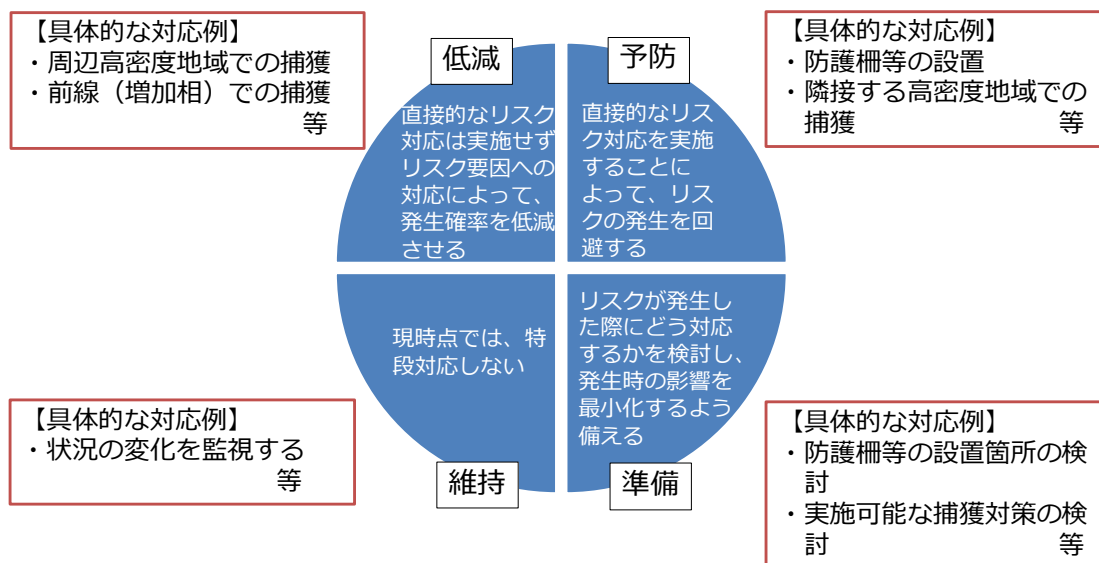 【具体的な対応例】
・周辺高密度地域での捕獲
・前線（増加相）での捕獲
等
低減
直接的なリスク
対応は実施せず
リスク要因への
対応によって、
発生確率を低減
させる
予防
直接的なリス
ク対応を実施
することに
よって、リス
クの発生を回
避する
【具体的な対応例】
・防護柵等の設置
・隣接する高密度地域での
捕獲 等
【具体的な対応例】
・状況の変化を監視する
等
現時点では、特
段対応しない
維持
リスクが発生し
た際にどう対応
するかを検討し、
発生時の影響を
最小化するよう
備える
準備
【具体的な対応例】
・防護柵等の設置箇所の検
討
・実施可能な捕獲対策の検
討 等